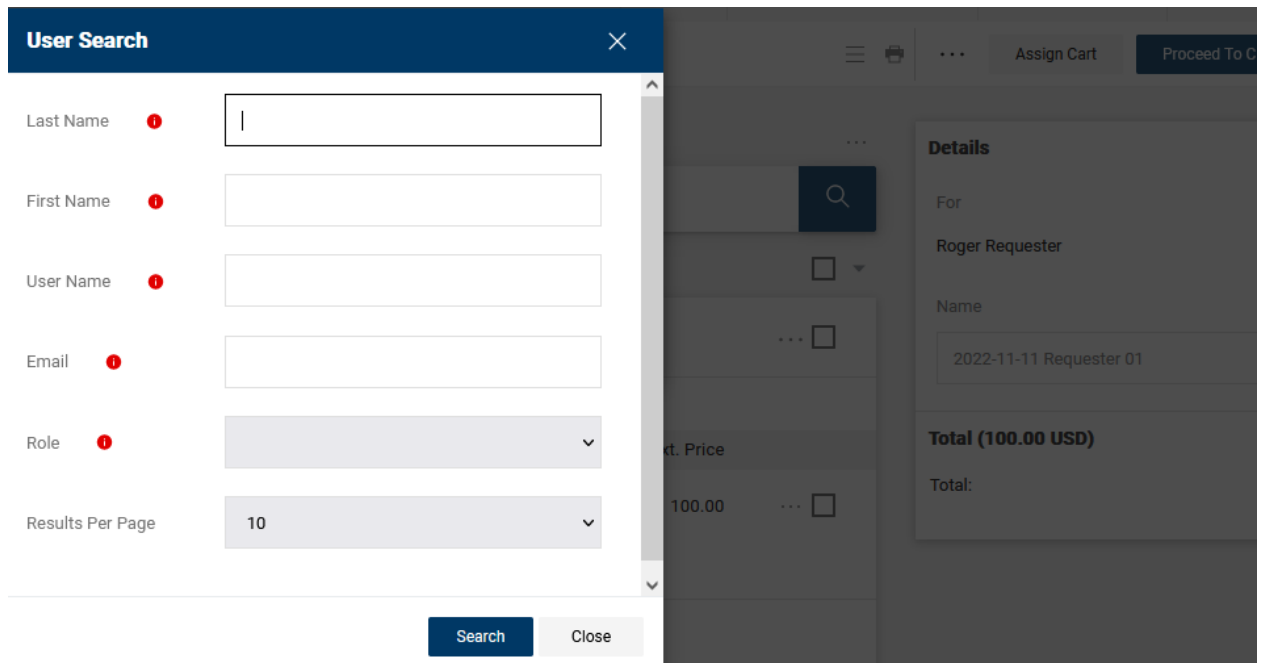 User Search
Last Name
First Name
User Name
Email
Role
Results Per Page
10
Search
Close
Assign Cart
Proceed To C
Details
For
Roger Requester
Name
2022-11-11 Requester 01
Total (100.00 USD)
Total:
xt. Price
100.00